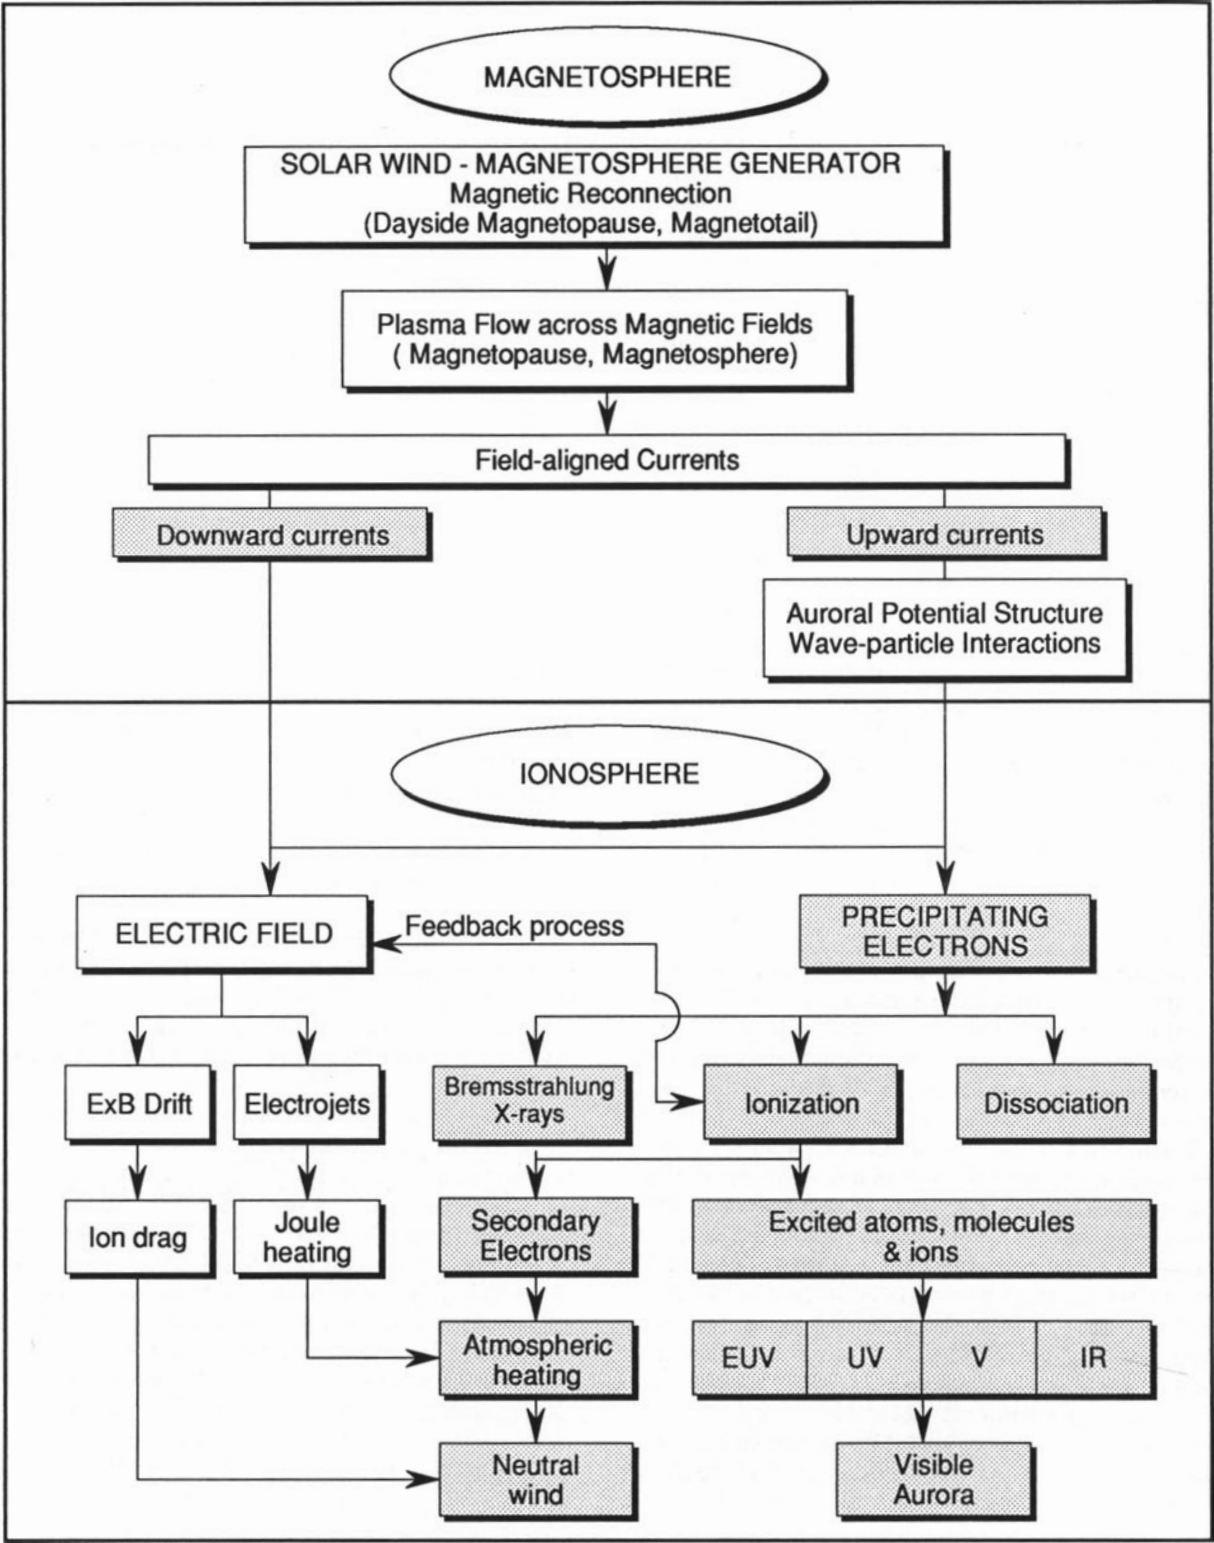 MAGNETOSPHERE
SOLAR WIND - MAGNETOSPHERE GENERATOR
Magnetic Reconnection
(Dayside Magnetopause, Magnetotail)
Plasma Flow across Magnetic Fields
( Magnetopause, Magnetosphere)
Field-aligned Currents
Downward currents
Upward currents
Auroral Potential Structure
Wave-particle Interactions
IONOSPHERE
ELECTRIC FIELD
Feedback process
PRECIPITATING
ELECTRONS
ExB Drift
Electrojets
Bremsstrahlung
X-rays
Ionization
Dissociation
Ion drag
Joule
heating
Secondary
Electrons
Excited atoms, molecules
& ions
Atmospheric
heating
EUV
UV
V
IR
Neutral
wind
Visible
Aurora